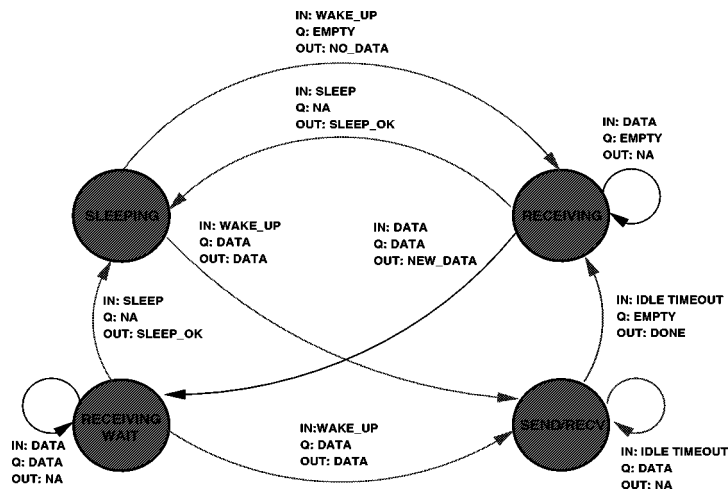 IN: WAKE_UP
Q: EMPTY
OUT: NO_DATA
IN: SLEEP
Q: NA
OUT: SLEEP_OK
IN: DATA
Q: EMPTY
OUT: NA
SLEEPING
RECEIVING
IN: WAKE_UP
Q: DATA
OUT: DATA
IN: DATA
Q: DATA
OUT: NEW_DATA
IN: SLEEP
Q: NA
OUT: SLEEP_OK
IN: IDLE TIMEOUT
Q: EMPTY
OUT: DONE
RECEIVING
WAIT
SEND/RECV
IN: DATA
Q: DATA
OUT: NA
IN:WAKE_UP
Q: DATA
OUT: DATA
IN: IDLE TIMEOUT
Q: DATA
OUT: NA